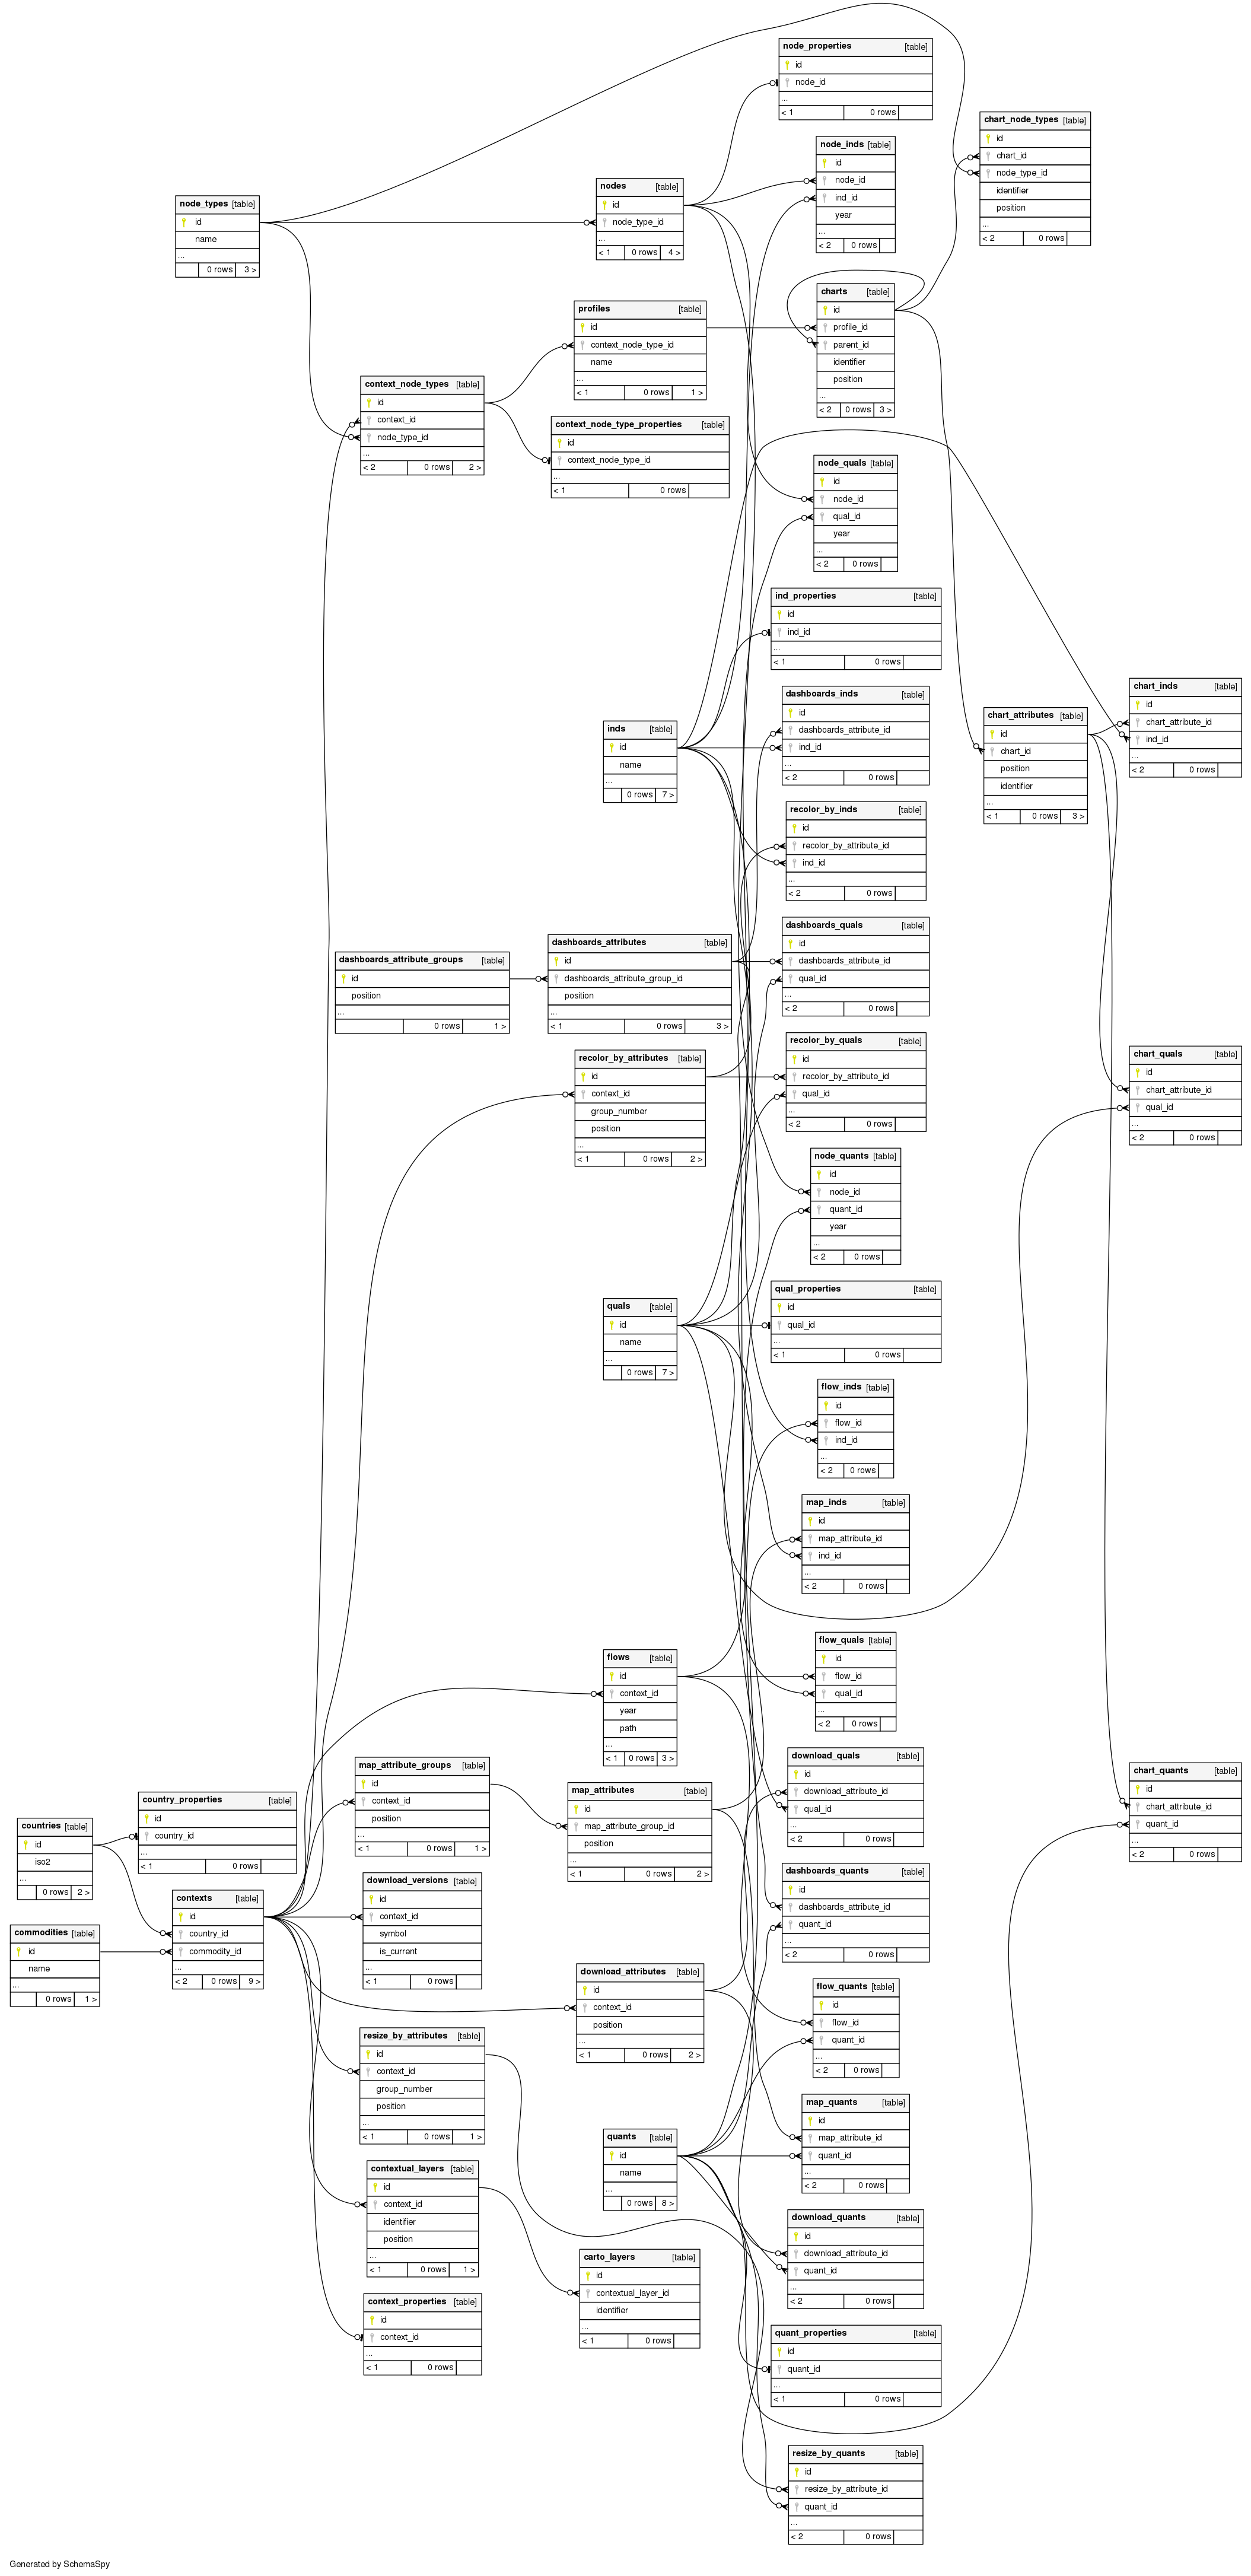 node_properties [table]
id
node_id
...
< 1 0 rows
chart_node_types [table]
id
chart_id
node_type_id
identifier
position
...
< 2 0 rows
node_inds [table]
id
node_id
ind_id
year
...
< 2 0 rows
nodes [table]
id
node_type_id
...
< 1 0 rows 4 >
node_types [table]
id
name
...
0 rows 3 >
charts [table]
id
profile_id
parent_id
identifier
position
...
< 2 0 rows 3 >
profiles [table]
id
context_node_type_id
name
...
< 1 0 rows 1 >
context_node_types [table]
id
context_id
node_type_id
...
< 2 0 rows 2 >
context_node_type_properties [table]
id
context_node_type_id
...
< 1 0 rows
node_quals [table]
id
node_id
qual_id
year
...
< 2 0 rows
ind_properties [table]
id
ind_id
...
< 1 0 rows
chart_inds [table]
id
chart_attribute_id
ind_id
...
< 2 0 rows
dashboards_inds [table]
id
dashboards_attribute_id
ind_id
...
< 2 0 rows
chart_attributes [table]
id
chart_id
position
identifier
...
< 1 0 rows 3 >
inds [table]
id
name
...
0 rows 7 >
recolor_by_inds [table]
id
recolor_by_attribute_id
ind_id
...
< 2 0 rows
dashboards_quals [table]
id
dashboards_attribute_id
qual_id
...
< 2 0 rows
dashboards_attributes [table]
id
dashboards_attribute_group_id
position
...
< 1 0 rows 3 >
dashboards_attribute_groups [table]
id
position
...
0 rows 1 >
recolor_by_quals [table]
id
recolor_by_attribute_id
qual_id
...
< 2 0 rows
chart_quals [table]
id
chart_attribute_id
qual_id
...
< 2 0 rows
recolor_by_attributes [table]
id
context_id
group_number
position
...
< 1 0 rows 2 >
node_quants [table]
id
node_id
quant_id
year
...
< 2 0 rows
qual_properties [table]
id
qual_id
...
< 1 0 rows
quals [table]
id
name
...
0 rows 7 >
flow_inds [table]
id
flow_id
ind_id
...
< 2 0 rows
map_inds [table]
id
map_attribute_id
ind_id
...
< 2 0 rows
flow_quals [table]
id
flow_id
qual_id
...
< 2 0 rows
flows [table]
id
context_id
year
path
...
< 1 0 rows 3 >
download_quals [table]
id
download_attribute_id
qual_id
...
< 2 0 rows
map_attribute_groups [table]
id
context_id
position
...
< 1 0 rows 1 >
chart_quants [table]
id
chart_attribute_id
quant_id
...
< 2 0 rows
map_attributes [table]
id
map_attribute_group_id
position
...
< 1 0 rows 2 >
country_properties [table]
id
country_id
...
< 1 0 rows
countries [table]
id
iso2
...
0 rows 2 >
dashboards_quants [table]
id
dashboards_attribute_id
quant_id
...
< 2 0 rows
download_versions [table]
id
context_id
symbol
is_current
...
< 1 0 rows
contexts [table]
id
country_id
commodity_id
...
< 2 0 rows 9 >
commodities [table]
id
name
...
0 rows 1 >
download_attributes [table]
id
context_id
position
...
< 1 0 rows 2 >
flow_quants [table]
id
flow_id
quant_id
...
< 2 0 rows
resize_by_attributes [table]
id
context_id
group_number
position
...
< 1 0 rows 1 >
map_quants [table]
id
map_attribute_id
quant_id
...
< 2 0 rows
quants [table]
id
name
...
0 rows 8 >
contextual_layers [table]
id
context_id
identifier
position
...
< 1 0 rows 1 >
download_quants [table]
id
download_attribute_id
quant_id
...
< 2 0 rows
carto_layers [table]
id
contextual_layer_id
identifier
...
< 1 0 rows
context_properties [table]
id
context_id
...
< 1 0 rows
quant_properties [table]
id
quant_id
...
< 1 0 rows
resize_by_quants [table]
id
resize_by_attribute_id
quant_id
...
< 2 0 rows
Generated by SchemaSpy